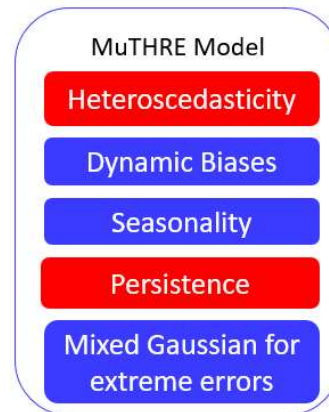 MuTHRE Model
Heteroscedasticity
Dynamic Biases
Seasonality
Persistence
Mixed Gaussian for
extreme errors